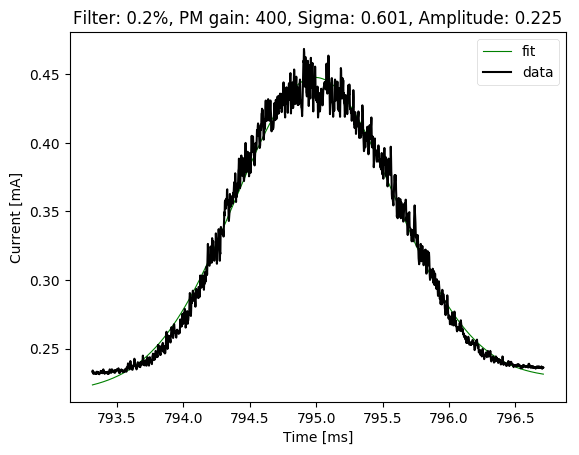 Filter: 0.2%, PM gain: 400, Sigma: 0.601, Amplitude: 0.225
fit
data
Current [mA]
0.45
0.40
0.35
0.30
0.25
793.5 794.0 794.5 795.0 795.5 796.0 796.5
Time [ms]